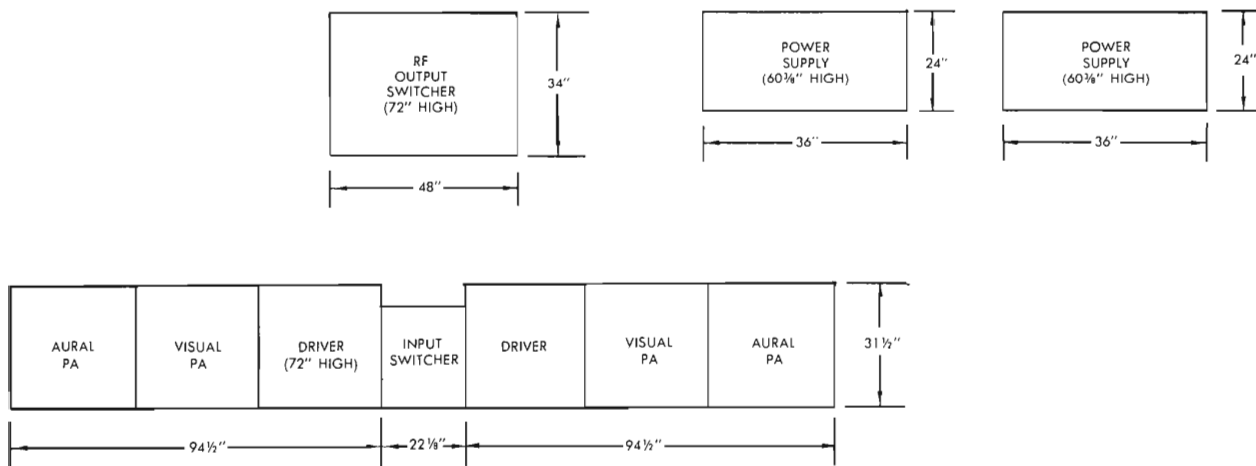 RF
OUTPUT
SWITCHER
(72" HIGH)
34"
48"
POWER
SUPPLY
(60⅜" HIGH)
24"
36"
POWER
SUPPLY
(60⅜" HIGH)
24"
36"
AURAL
PA
VISUAL
PA
DRIVER
(72" HIGH)
INPUT
SWITCHER
DRIVER
VISUAL
PA
AURAL
PA
31½"
94½"
22⅛"
94½"